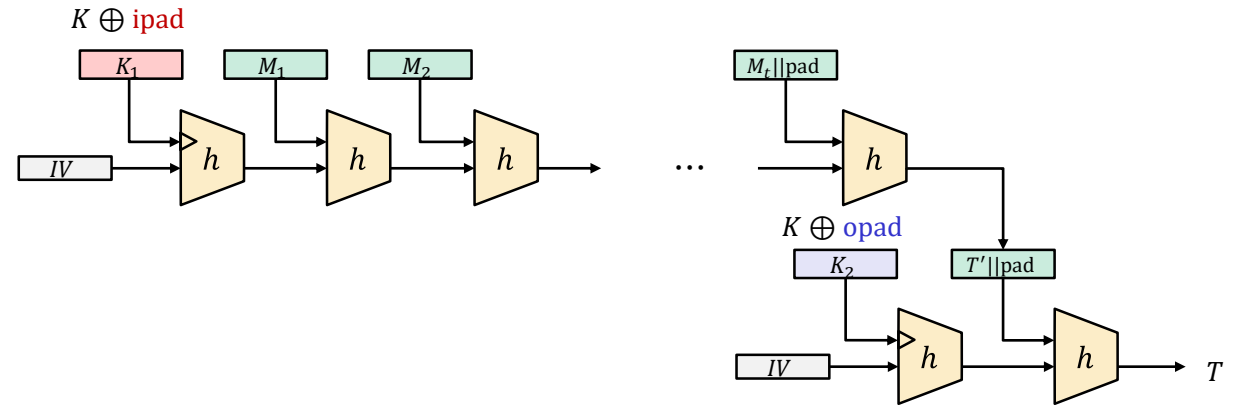 K ⊕ ipad
K₁ M₁ M₂ Mₜ||pad
h h h h
IV ...
K ⊕ opad
K₂ T′||pad
h h
IV T